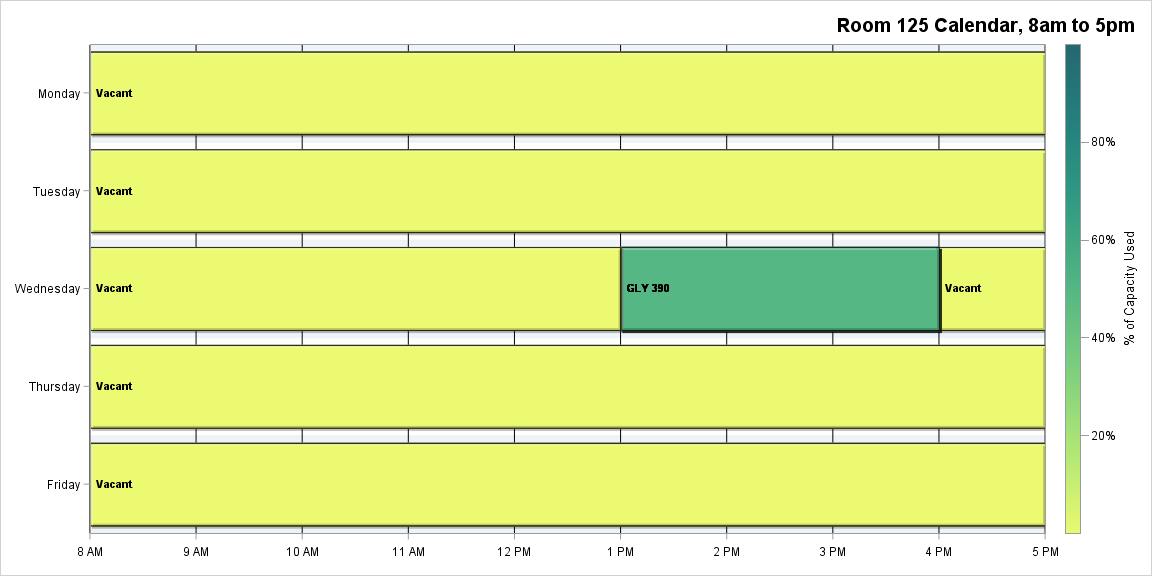 Room 125 Calendar, 8am to 5pm
Monday
Vacant
Tuesday
Vacant
Wednesday
Vacant
GLY 390
Vacant
Thursday
Vacant
Friday
Vacant
8 AM 9 AM 10 AM 11 AM 12 PM 1 PM 2 PM 3 PM 4 PM 5 PM
80%
60%
40%
20%
% of Capacity Used